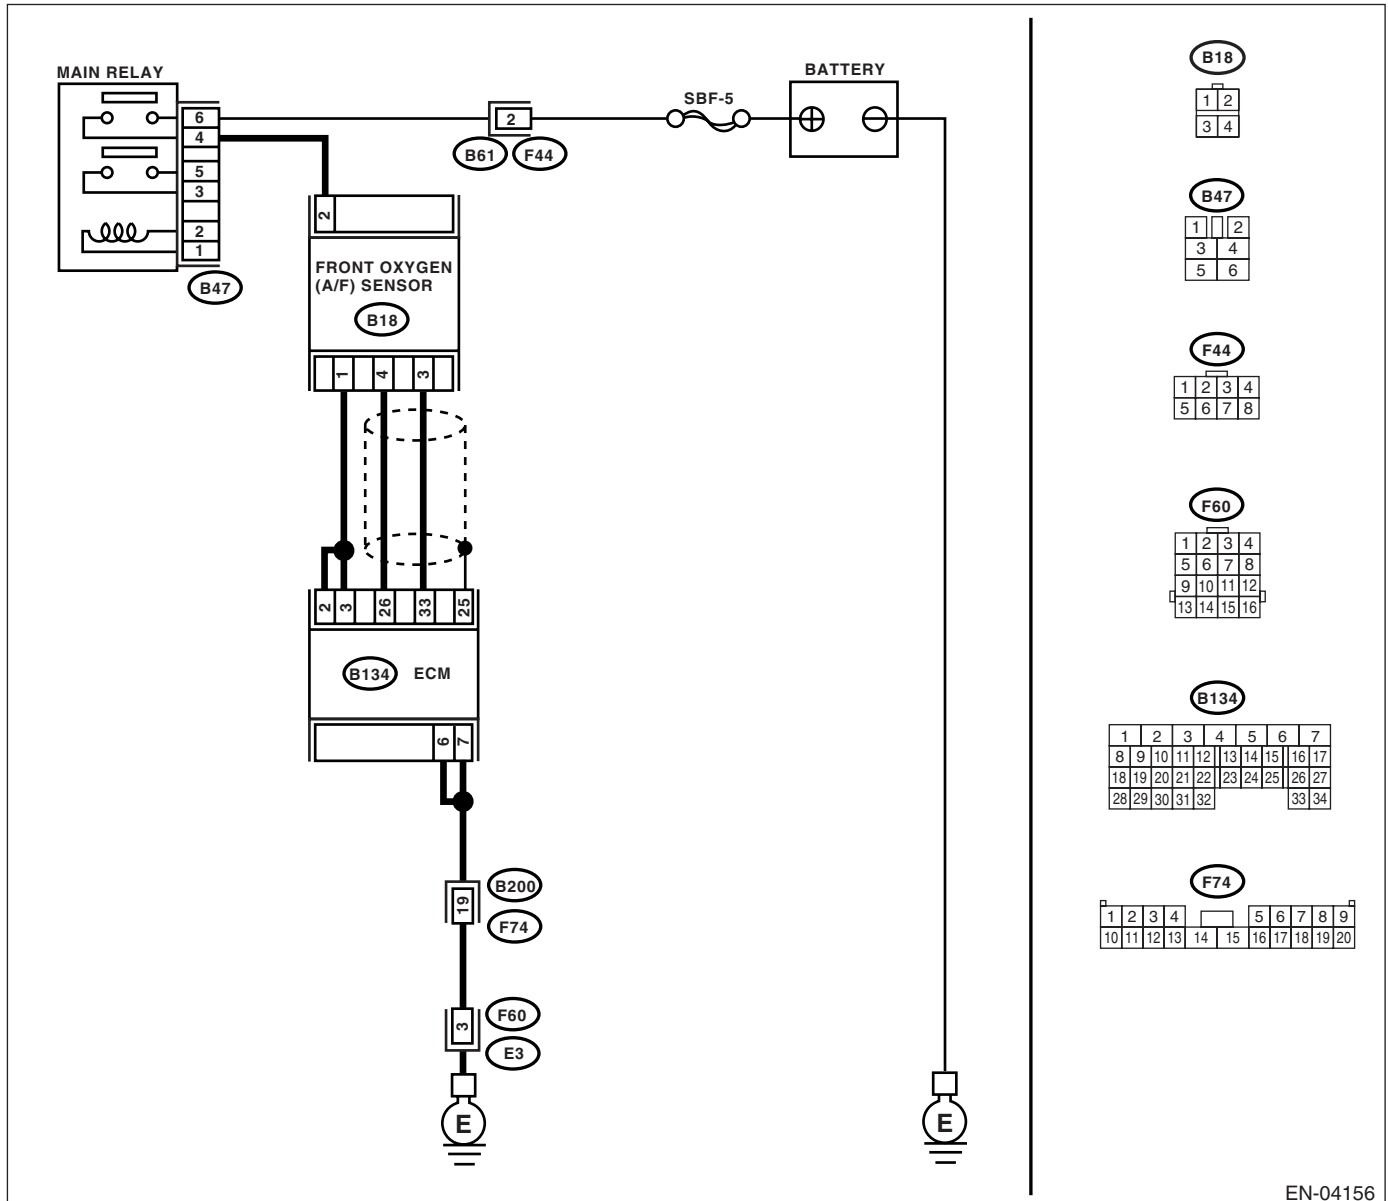 MAIN RELAY
6
4
5
3
2
1
B47
2
B61
F44
SBF-5
BATTERY
2
FRONT OXYGEN
(A/F) SENSOR
B18
1
4
3
2
3
26
33
25
B134
ECM
6
7
19
B200
F74
3
F60
E3
E
E
B18
1 2
3 4
B47
1 2
3 4
5 6
F44
1 2 3 4
5 6 7 8
F60
1 2 3 4
5 6 7 8
9 10 11 12
13 14 15 16
B134
1 2 3 4 5 6 7
8 9 10 11 12 13 14 15 16 17
18 19 20 21 22 23 24 25 26 27
28 29 30 31 32 33 34
F74
1 2 3 4 5 6 7 8 9
10 11 12 13 14 15 16 17 18 19 20
EN-04156